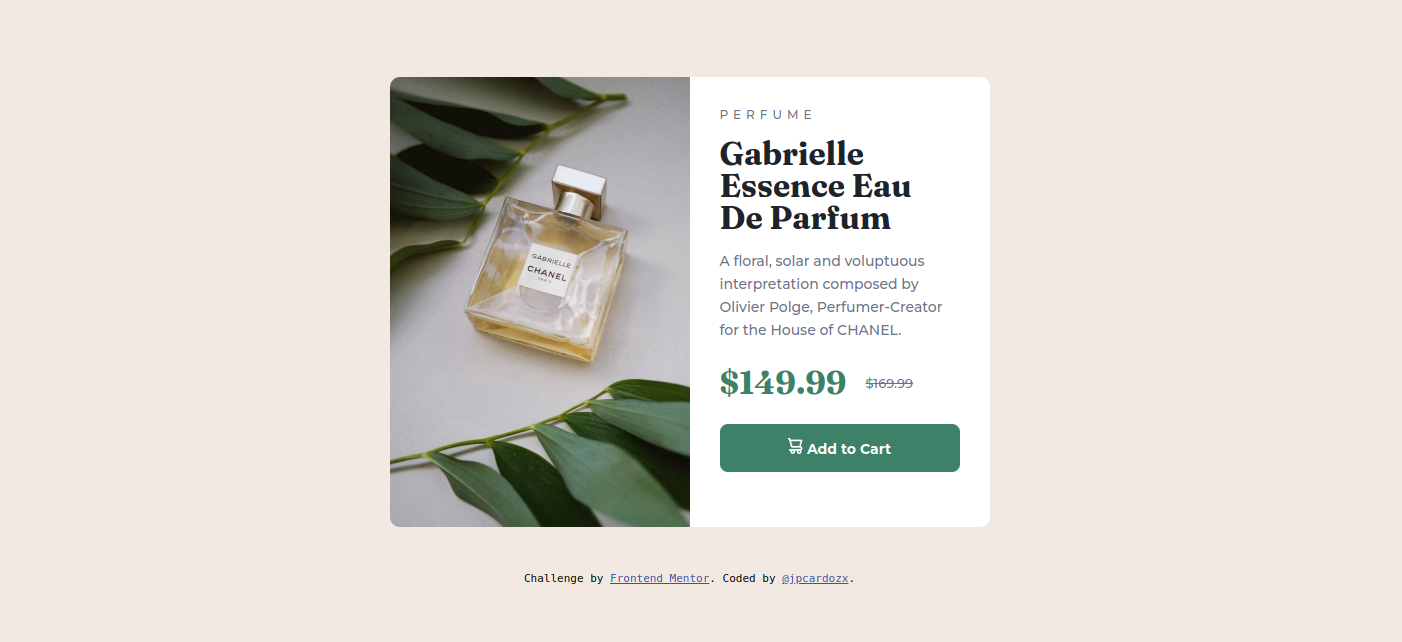 PERFUME
Gabrielle
Essence Eau
De Parfum
A floral, solar and voluptuous
interpretation composed by
Olivier Polge, Perfumer-Creator
for the House of CHANEL.
$149.99 $169.99
Add to Cart
GABRIELLE
CHANEL
PARIS
Challenge by Frontend Mentor. Coded by @jpcardozx.